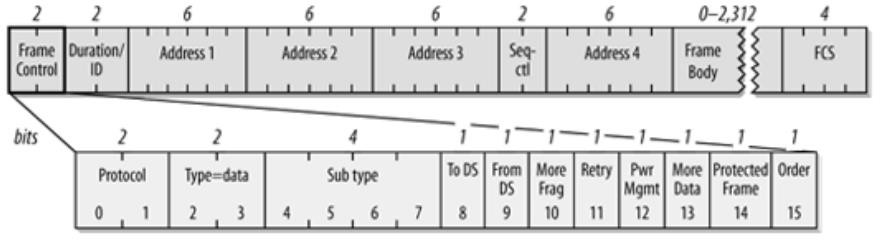 2 2 6 6 6 2 6 0–2,312 4
Frame Control Duration/ID Address 1 Address 2 Address 3 Seq-ctl Address 4 Frame Body FCS
bits 2 2 4 1 1 1 1 1 1 1 1
Protocol Type=data Sub type To DS From DS More Frag Retry Pwr Mgmt More Data Protected Frame Order
0 1 2 3 4 5 6 7 8 9 10 11 12 13 14 15